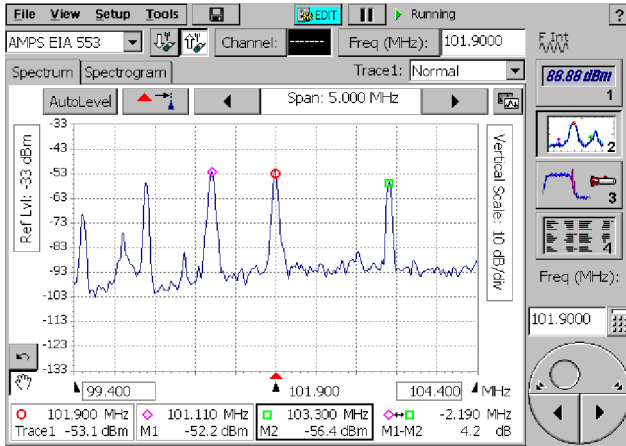 File View Setup Tools EDIT Running ?
AMPS EIA 553 Channel: ------- Freq (MHz): 101.9000 E.Int
Spectrum Spectrogram Trace1: Normal
AutoLevel Span: 5.000 MHz
88.88 dBm
1
2
3
4
Ref Lvl: -33 dBm
-33
-43
-53
-63
-73
-83
-93
-103
-113
-123
-133
Vertical Scale: 10 dB/div
Freq (MHz):
101.9000
99.400 101.900 104.400 MHz
101.900 MHz 101.110 MHz 103.300 MHz -2.190 MHz
Trace1 -53.1 dBm M1 -52.2 dBm M2 -56.4 dBm M1-M2 4.2 dB